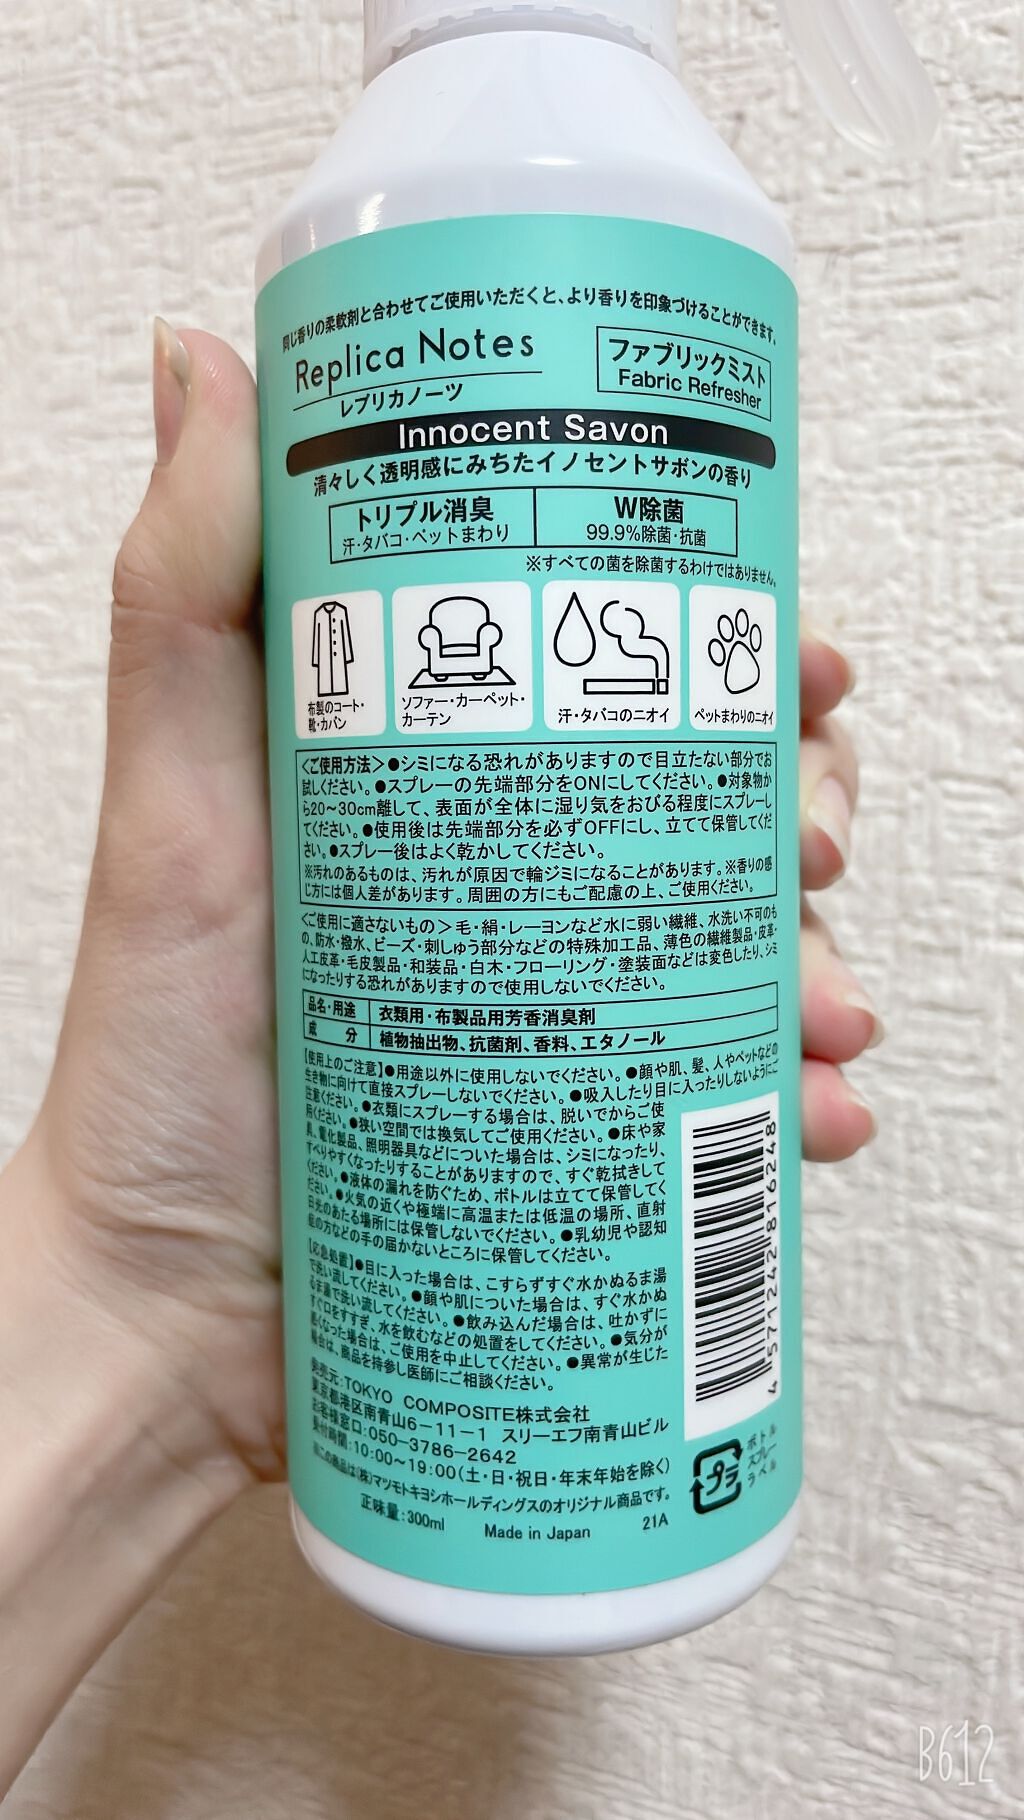 同じ香りの柔軟剤と合わせてご使用いただくと、より香りを印象づけることができます。
Replica Notes
レプリカノーツ
ファブリックミスト
Fabric Refresher
Innocent Savon
清々しく透明感にみちたイノセントサボンの香り
トリプル消臭
汗・タバコ・ペットまわり
W除菌
99.9%除菌・抗菌
※すべての菌を除菌するわけではありません。
布製のコート・
靴・カバン
ソファー・カーペット・
カーテン
汗・タバコのニオイ
ペットまわりのニオイ
＜ご使用方法＞●シミになる恐れがありますので目立たない部分でお
試しください。●スプレーの先端部分をONにしてください。●対象物か
ら20〜30cm離して、表面が全体に湿り気をおびる程度にスプレーし
てください。●使用後は先端部分を必ずOFFにし、立てて保管してくだ
さい。●スプレー後はよく乾かしてください。
※汚れのあるものは、汚れが原因で輪ジミになることがあります。※香りの感
じ方には個人差があります。周囲の方にもご配慮の上、ご使用ください。
＜ご使用に適さないもの＞毛・絹・レーヨンなど水に弱い繊維、水洗い不可のも
の、防水・撥水、ビーズ・刺しゅう部分などの特殊加工品、薄色の繊維製品・皮革・
人工皮革・毛皮製品・和装品・白木・フローリング・塗装面などは変色したり、シミ
になったりする恐れがありますので使用しないでください。
品名・用途 衣類用・布製品用芳香消臭剤
成分 植物抽出物、抗菌剤、香料、エタノール
【使用上のご注意】●用途以外に使用しないでください。●顔や肌、髪、人やペットなどの
生き物に向けて直接スプレーしないでください。●吸入したり目に入ったりしないようにご
注意ください。●衣類にスプレーする場合は、脱いでからご使
用ください。●狭い空間では換気してご使用ください。●床や家
具、電化製品、照明器具などについた場合は、シミになったり、
すべりやすくなったりすることがありますので、すぐ乾拭きして
ください。●液体の漏れを防ぐため、ボトルは立てて保管してく
ださい。●火気の近くや極端に高温または低温の場所、直射
日光のあたる場所には保管しないでください。●乳幼児や認知
症の方などの手の届かないところに保管してください。
【応急処置】●目に入った場合は、こすらずすぐ水かぬるま湯
で洗い流してください。●顔や肌についた場合は、すぐ水かぬ
るま湯で洗い流してください。●飲み込んだ場合は、吐かずに
すぐ口をすすぎ、水を飲むなどの処置をしてください。●気分が
悪くなった場合は、ご使用を中止してください。●異常が生じた
場合は、商品を持参し医師にご相談ください。
発売元:TOKYO COMPOSITE株式会社
東京都港区南青山6-11-1 スリーエフ南青山ビル
お客様窓口:050-3786-2642
受付時間:10:00〜19:00(土・日・祝日・年末年始を除く)
※この商品は(株)マツモトキヨシホールディングスのオリジナル商品です。
正味量:300ml Made in Japan 21A
4571242816248
プラ
ボトル
スプレー
ラベル
B612